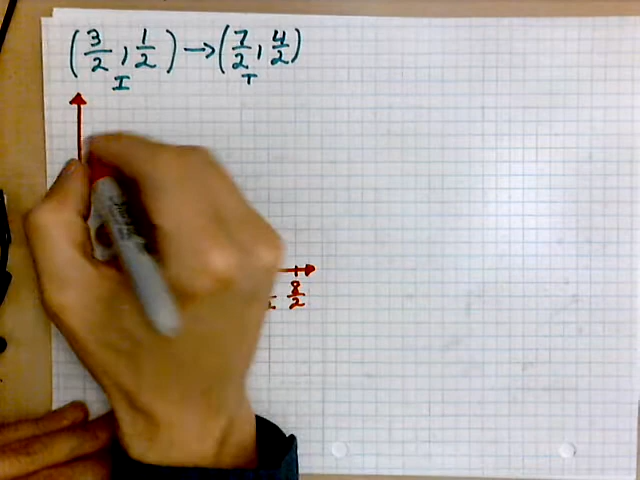 (3/2, 1/2) → (7/2, 4/2)
I T
8/2